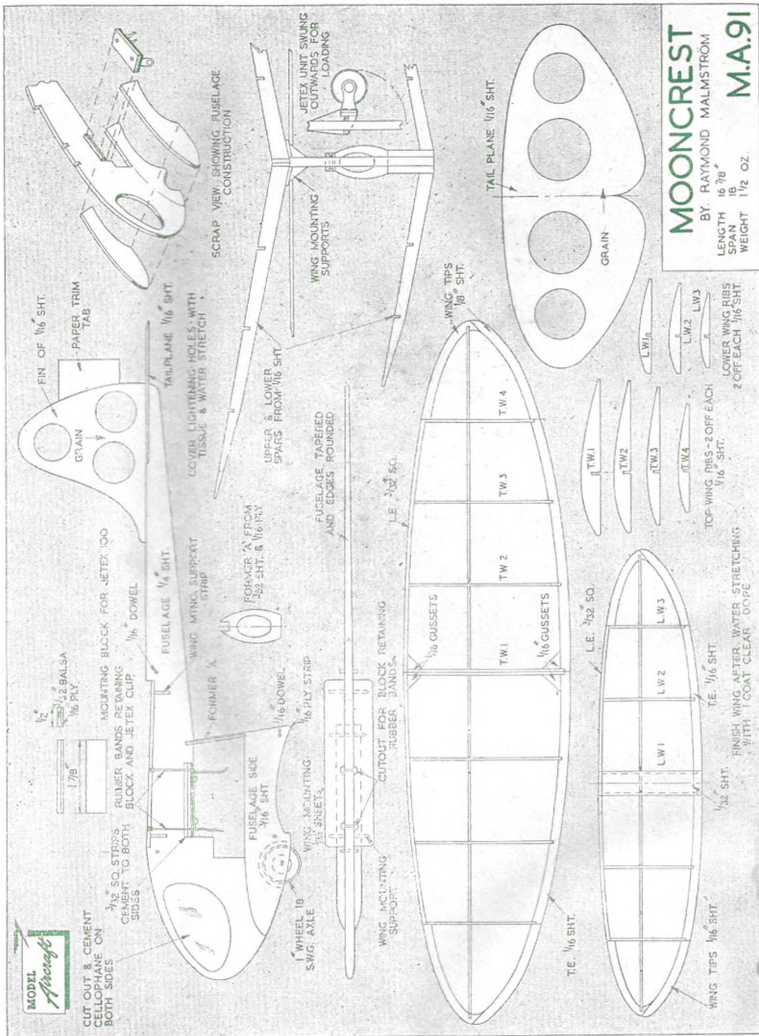 MODEL
Aircraft
CUT OUT & CEMENT
CELLOPHANE ON
BOTH SIDES
3/32" SQ. STRIPS
CEMENT TO BOTH
SIDES
1 7/8"
1/2"
3/32 BALSA
1/16 PLY
RUBBER BANDS RETAINING
BLOCK AND JETEX CLIP
MOUNTING BLOCK FOR JETEX 100
1/16" DOWEL
FUSELAGE 1/4" SHT.
WING MTNG. SUPPORT
STRIP
FORMER 'A'
FIN OF 1/16" SHT.
PAPER TRIM
TAB
GRAIN
TAILPLANE 1/16" SHT.
COVER LIGHTENING HOLES WITH
TISSUE & WATER STRETCH
SCRAP VIEW SHOWING FUSELAGE
CONSTRUCTION
FUSELAGE SIDE
3/16" SHT.
1/16" DOWEL
1" WHEEL 18
S.W.G. AXLE
FORMER 'A' FROM
3/32 SHT. & 1/16 PLY
UPPER & LOWER
SPARS FROM 1/16 SHT
WING MOUNTING
SUPPORTS
JETEX UNIT SWUNG
OUTWARDS FOR
LOADING
WING MOUNTING
SHEETS
1/16 PLY STRIP
WING MOUNTING
SUPPORT
CUTOUT FOR BLOCK RETAINING
RUBBER BANDS
FUSELAGE TAPERED
AND EDGES ROUNDED
L.E. 3/32" SQ.
WING TIPS
1/8" SHT.
1/16 GUSSETS
T.W.1
T.W.2
T.W.3
T.W.4
1/16" GUSSETS
T.E. 1/16 SHT.
TAIL PLANE 1/16" SHT.
GRAIN
L.E. 3/32" SQ.
L.W.1
L.W.2
L.W.3
T.E. 1/16" SHT.
1/32 SHT.
WING TIPS 1/16" SHT.
FINISH WING AFTER WATER STRETCHING
WITH 1 COAT CLEAR DOPE
T.W.1
T.W.2
T.W.3
T.W.4
TOP WING RIBS - 2 OFF EACH
1/16" SHT.
L.W.1
L.W.2
L.W.3
LOWER WING RIBS
2 OFF EACH 1/16" SHT.
MOONCREST
BY RAYMOND MALMSTROM
LENGTH 16 7/8"
SPAN 18
WEIGHT 1 1/2 OZ.
M.A.91